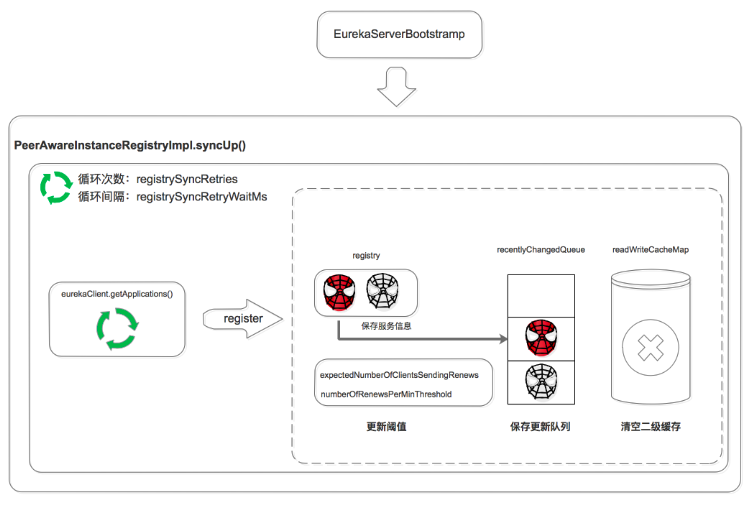 EurekaServerBootstramp
PeerAwareInstanceRegistryImpl.syncUp()
循环次数：registrySyncRetries
循环间隔：registrySyncRetryWaitMs
eurekaClient.getApplications()
register
registry
保存服务信息
expectedNumberOfClientsSendingRenews
numberOfRenewsPerMinThreshold
更新阈值
recentlyChangedQueue
保存更新队列
readWriteCacheMap
清空二级缓存